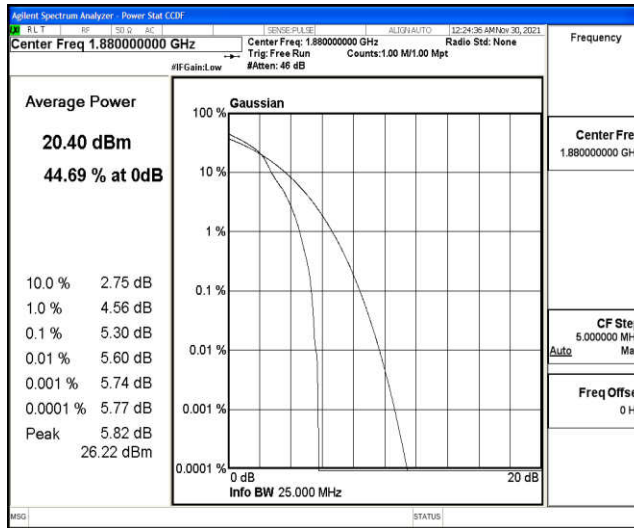 Agilent Spectrum Analyzer - Power Stat CCDF
R L T RF 50 Ω AC SENSE:PULSE ALIGN AUTO 12:24:36 AM Nov 30, 2021
Center Freq 1.880000000 GHz
Center Freq: 1.880000000 GHz Radio Std: None
Trig: Free Run Counts:1.00 M/1.00 Mpt
#IFGain:Low #Atten: 46 dB
Frequency
Average Power
20.40 dBm
44.69 % at 0dB
10.0 % 2.75 dB
1.0 % 4.56 dB
0.1 % 5.30 dB
0.01 % 5.60 dB
0.001 % 5.74 dB
0.0001 % 5.77 dB
Peak 5.82 dB
26.22 dBm
Gaussian
100 %
10 %
1 %
0.1 %
0.01 %
0.001 %
0.0001 %
0 dB 20 dB
Info BW 25.000 MHz
Center Fre
1.880000000 GH
CF Ste
5.000000 MH
Auto Ma
Freq Offse
0 H
MSG STATUS